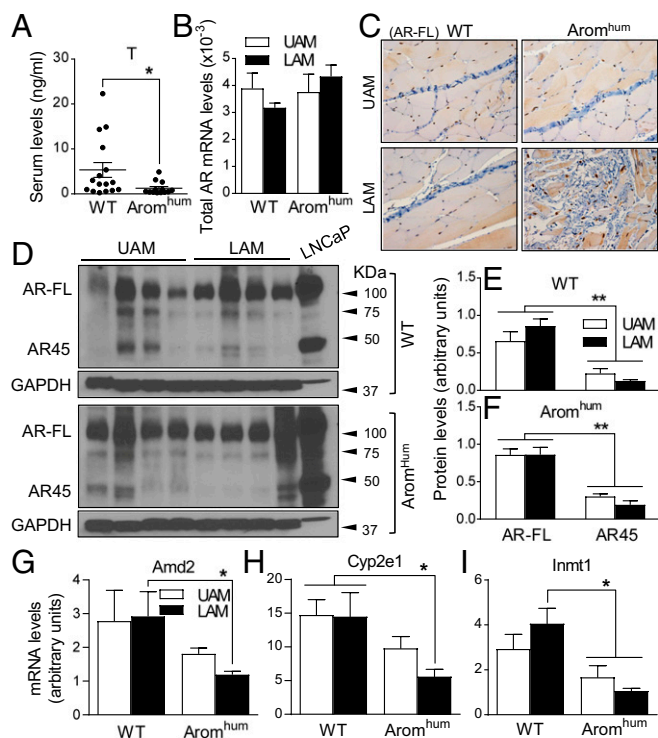 A
T
*
Serum levels (ng/ml)
30
20
10
0
WT
Arom^hum
B
UAM
LAM
Total AR mRNA levels (x10^-3)
6
5
4
3
2
1
0
WT
Arom^hum
C
(AR-FL) WT
Arom^hum
UAM
LAM
D
UAM
LAM
LNCaP
KDa
AR-FL
100
75
AR45
50
GAPDH
37
WT
AR-FL
100
75
AR45
50
GAPDH
37
Arom^Hum
E
WT
**
UAM
LAM
1.5
1.0
0.5
0.0
Protein levels (arbitrary units)
F
Arom^hum
**
1.5
1.0
0.5
0.0
AR-FL
AR45
G
Amd2
*
UAM
LAM
mRNA levels
(arbitrary units)
4
3
2
1
0
WT
Arom^hum
H
Cyp2e1
*
20
15
10
5
0
WT
Arom^hum
I
Inmt1
*
6
4
2
0
WT
Arom^hum